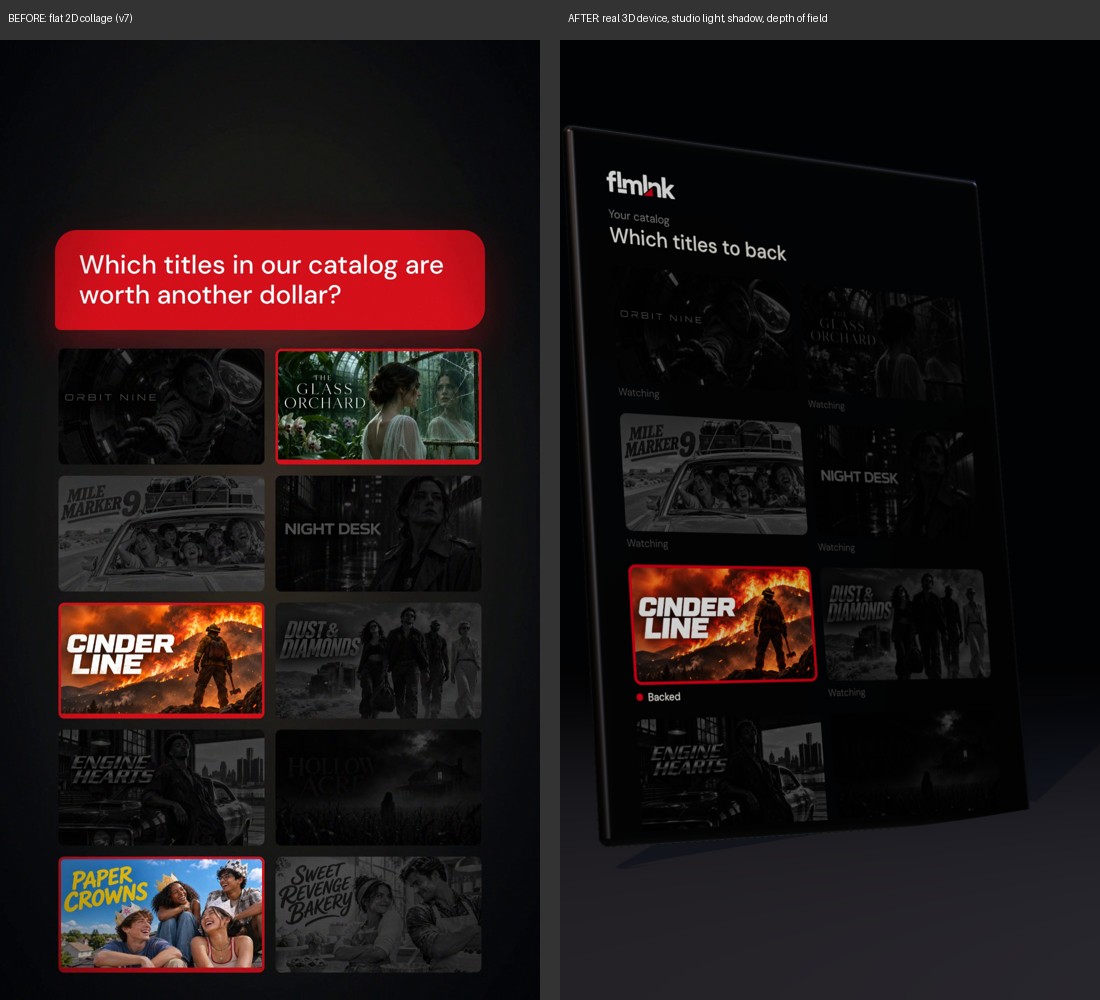 BEFORE: flat 2D collage (v7)
Which titles in our catalog are
worth another dollar?
ORBIT NINE
THE
GLASS
ORCHARD
MILE
MARKER 9
NIGHT DESK
CINDER
LINE
DUST &
DIAMONDS
ENGINE
HEARTS
HOLLOW
ACRE
PAPER
CROWNS
SWEET
REVENGE
BAKERY
AFTER: real 3D device, studio light, shadow, depth of field
Your catalog
Which titles to back
ORBIT NINE
THE
GLASS
ORCHARD
Watching
Watching
MILE
MARKER 9
NIGHT DESK
Watching
Watching
CINDER
LINE
DUST &
DIAMONDS
Backed
Watching
ENGINE
HEARTS